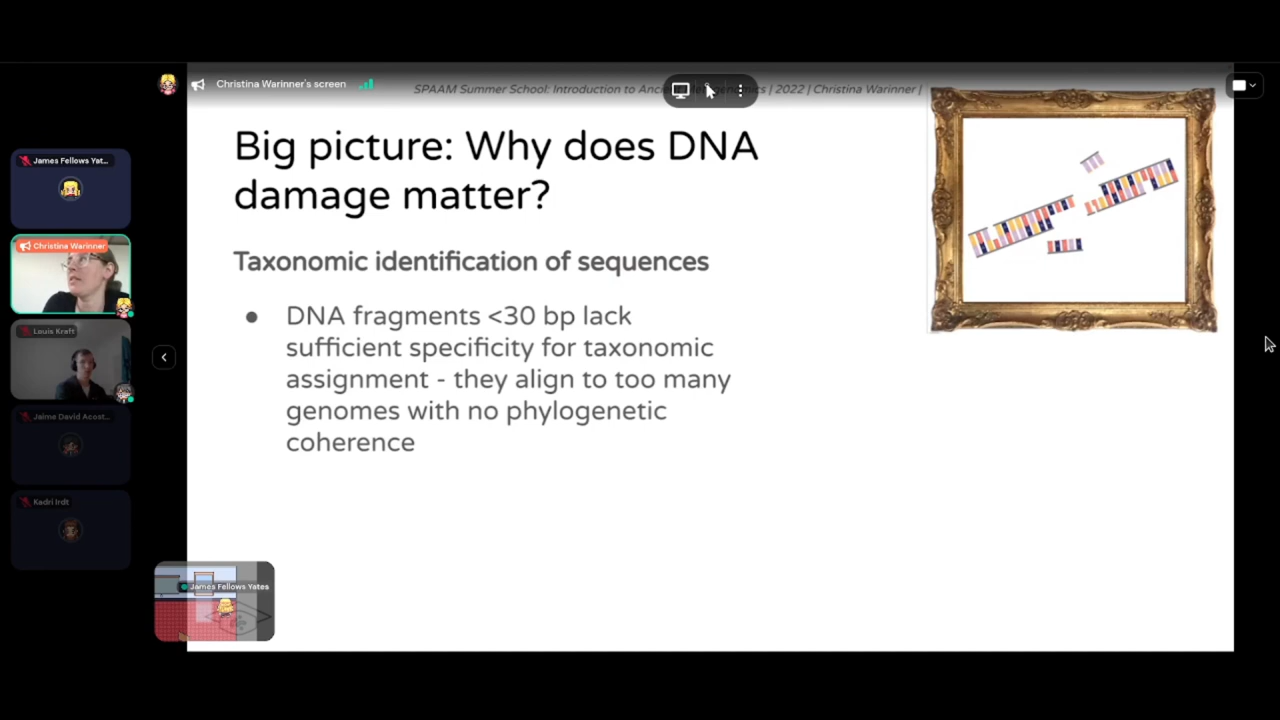 Christina Warinner's screen
SPAAM Summer School: Introduction to Ancient Metagenomics | 2022 | Christina Warinner |
Big picture: Why does DNA
damage matter?
Taxonomic identification of sequences
● DNA fragments <30 bp lack
sufficient specificity for taxonomic
assignment - they align to too many
genomes with no phylogenetic
coherence
James Fellows Yat...
Christina Warinner
Louis Kraft
Jaime David Acost...
Kadri Irdt
James Fellows Yates